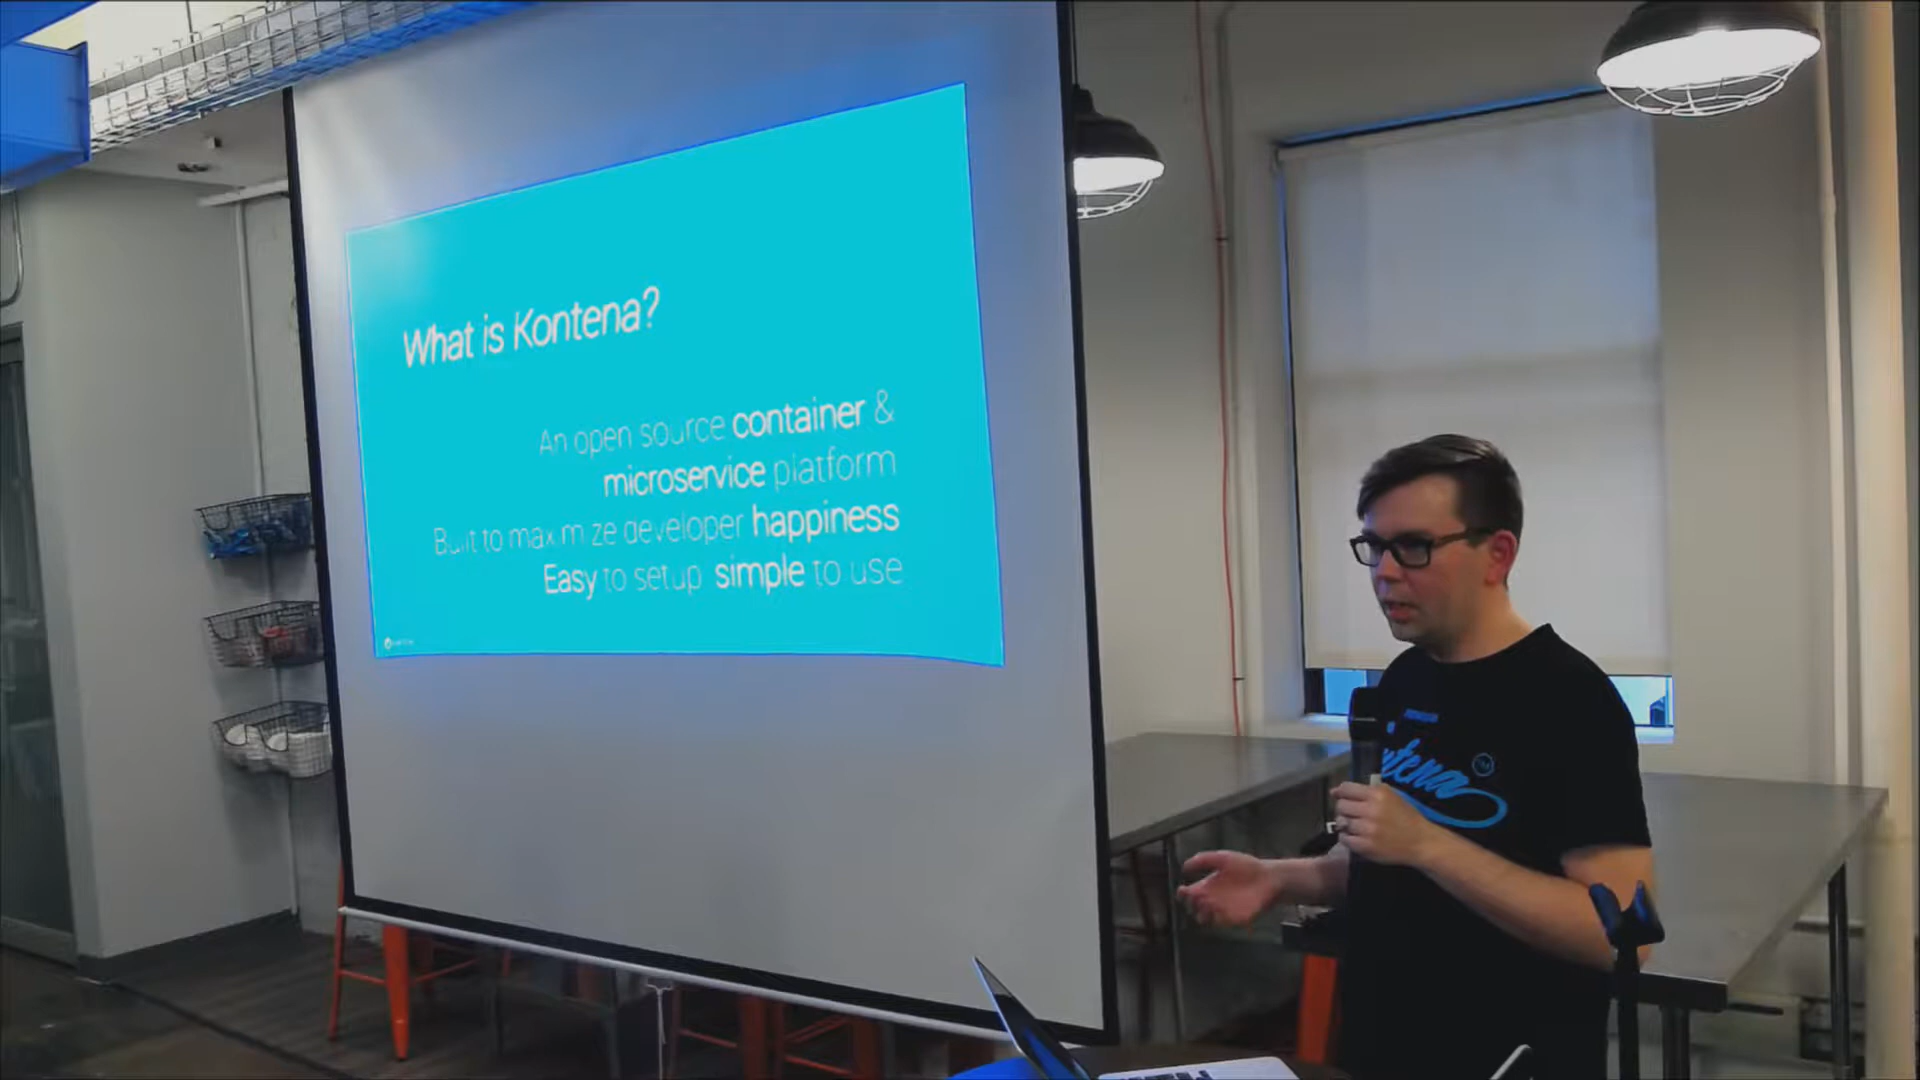 What is Kontena?
An open source container &
microservice platform
Built to maximize developer happiness
Easy to setup simple to use